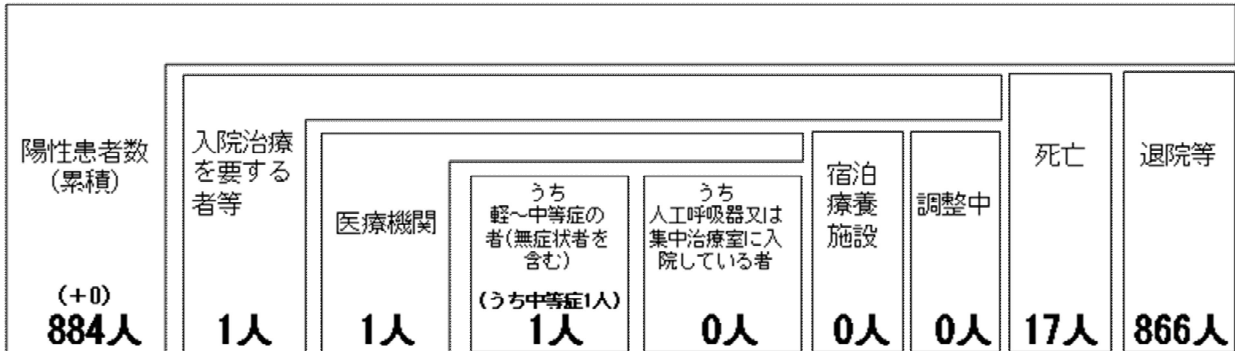 陽性患者数
(累積)
(+0)
884人
入院治療
を要する
者等
1人
医療機関
1人
うち
軽～中等症の
者(無症状者を
含む)
(うち中等症1人)
1人
うち
人工呼吸器又は
集中治療室に入
院している者
0人
宿泊
療養
施設
0人
調整中
0人
死亡
17人
退院等
866人